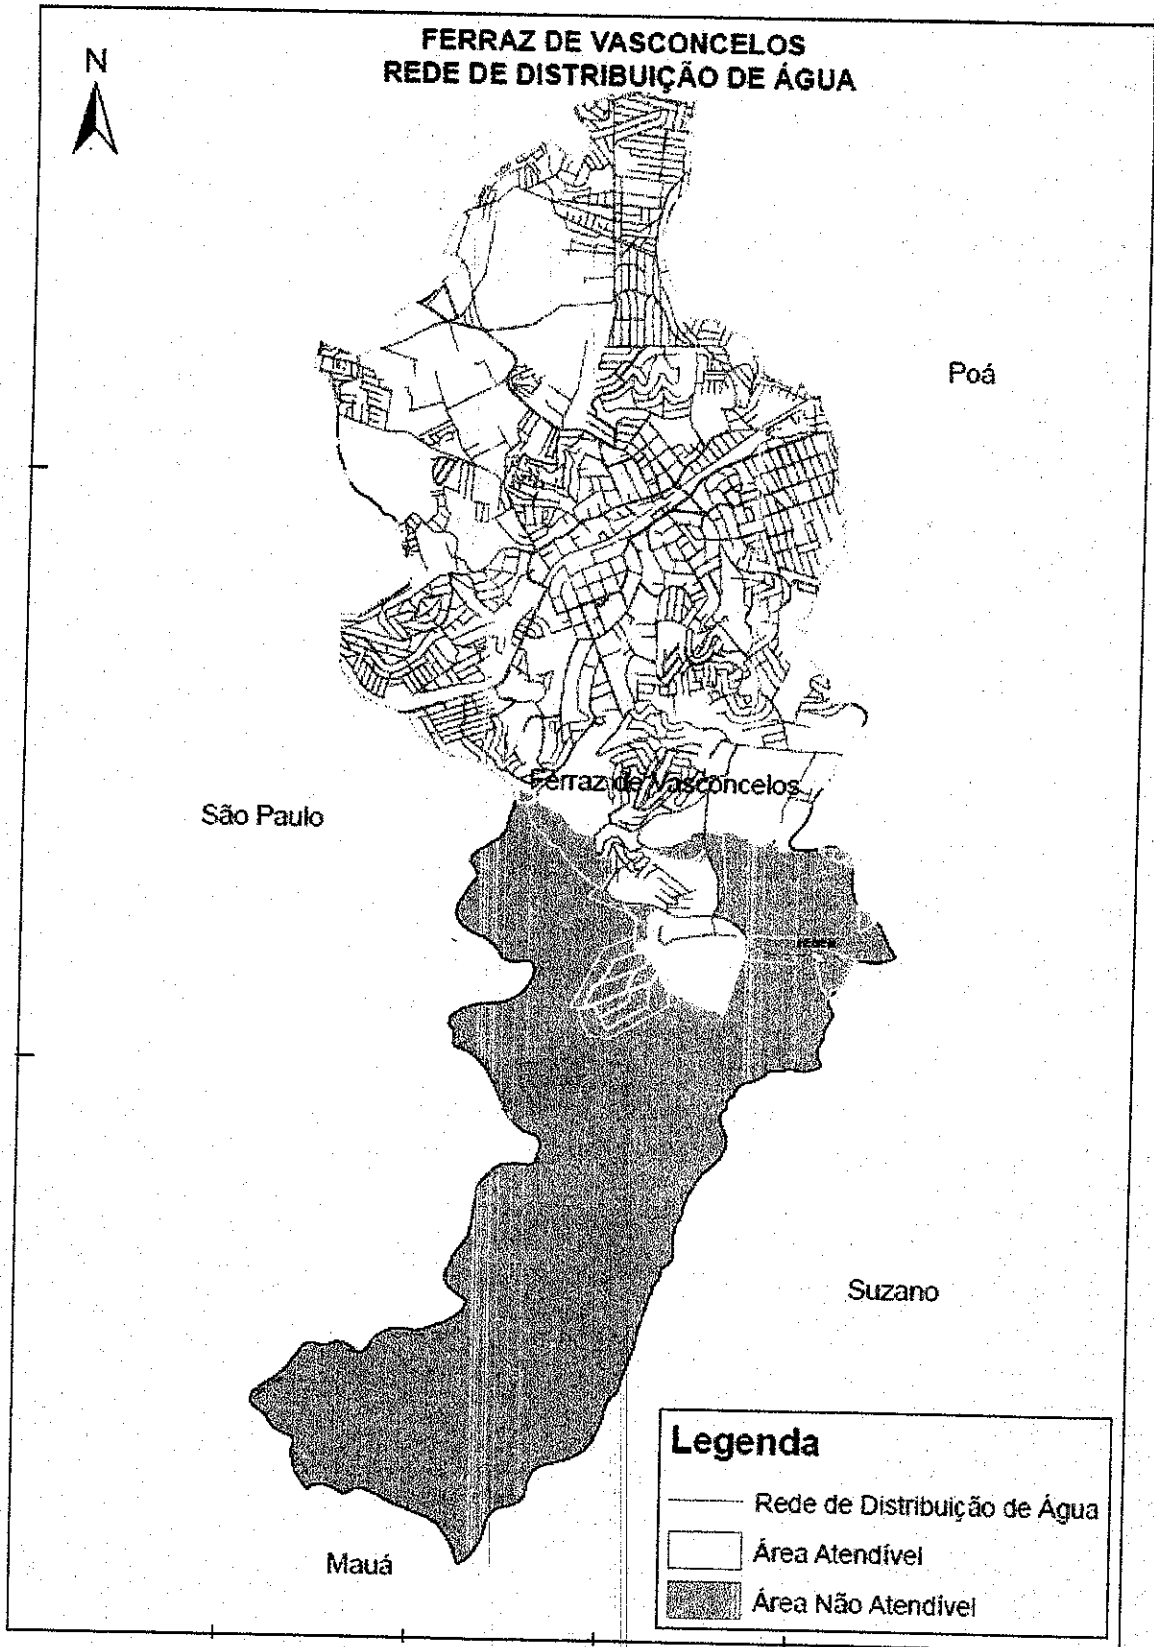 FERRAZ DE VASCONCELOS
REDE DE DISTRIBUIÇÃO DE ÁGUA
N
Poá
Ferraz de Vasconcelos
São Paulo
Suzano
Mauá
Legenda
Rede de Distribuição de Água
Área Atendível
Área Não Atendível